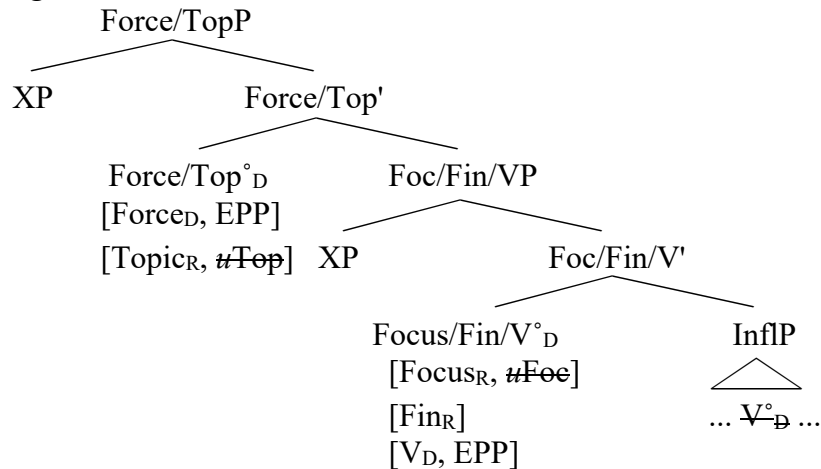 Force/TopP
XP Force/Top'
Force/Top°D Foc/Fin/VP
[ForceD, EPP]
[TopicR, uTop] XP Foc/Fin/V'
Focus/Fin/V°D InflP
[FocusR, uFoc]
[FinR] ... V°D ...
[VD, EPP]